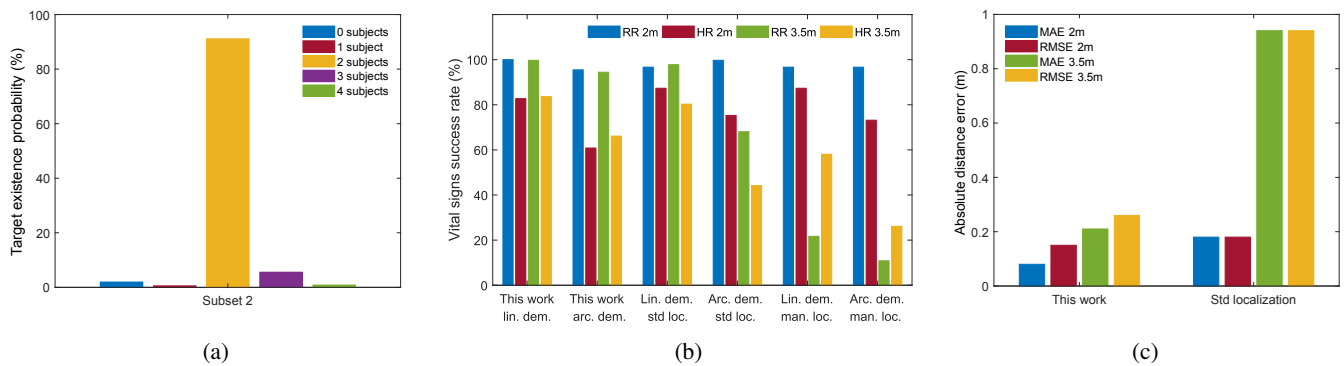 0 subjects
1 subject
2 subjects
3 subjects
4 subjects
Target existence probability (%)
100
80
60
40
20
0
Subset 2
(a)
RR 2m HR 2m RR 3.5m HR 3.5m
Vital signs success rate (%)
100
80
60
40
20
0
This work lin. dem.
This work arc. dem.
Lin. dem. std loc.
Arc. dem. std loc.
Lin. dem. man. loc.
Arc. dem. man. loc.
(b)
MAE 2m
RMSE 2m
MAE 3.5m
RMSE 3.5m
Absolute distance error (m)
1
0.8
0.6
0.4
0.2
0
This work Std localization
(c)